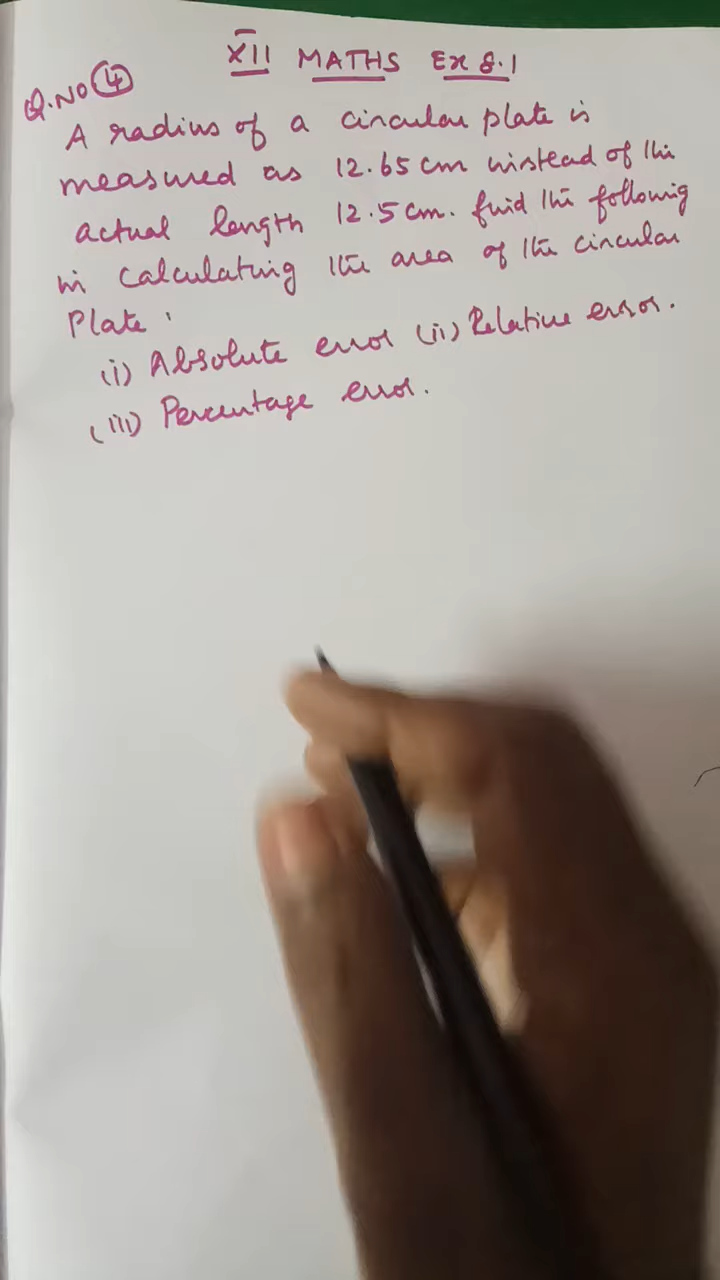 XII MATHS Ex 8.1
Q.NO 4
A radius of a circular plate is
measured as 12.65 cm instead of the
actual length 12.5 cm. find the following
in calculating the area of the circular
Plate :
(i) Absolute error (ii) Relative error.
(iii) Percentage error.